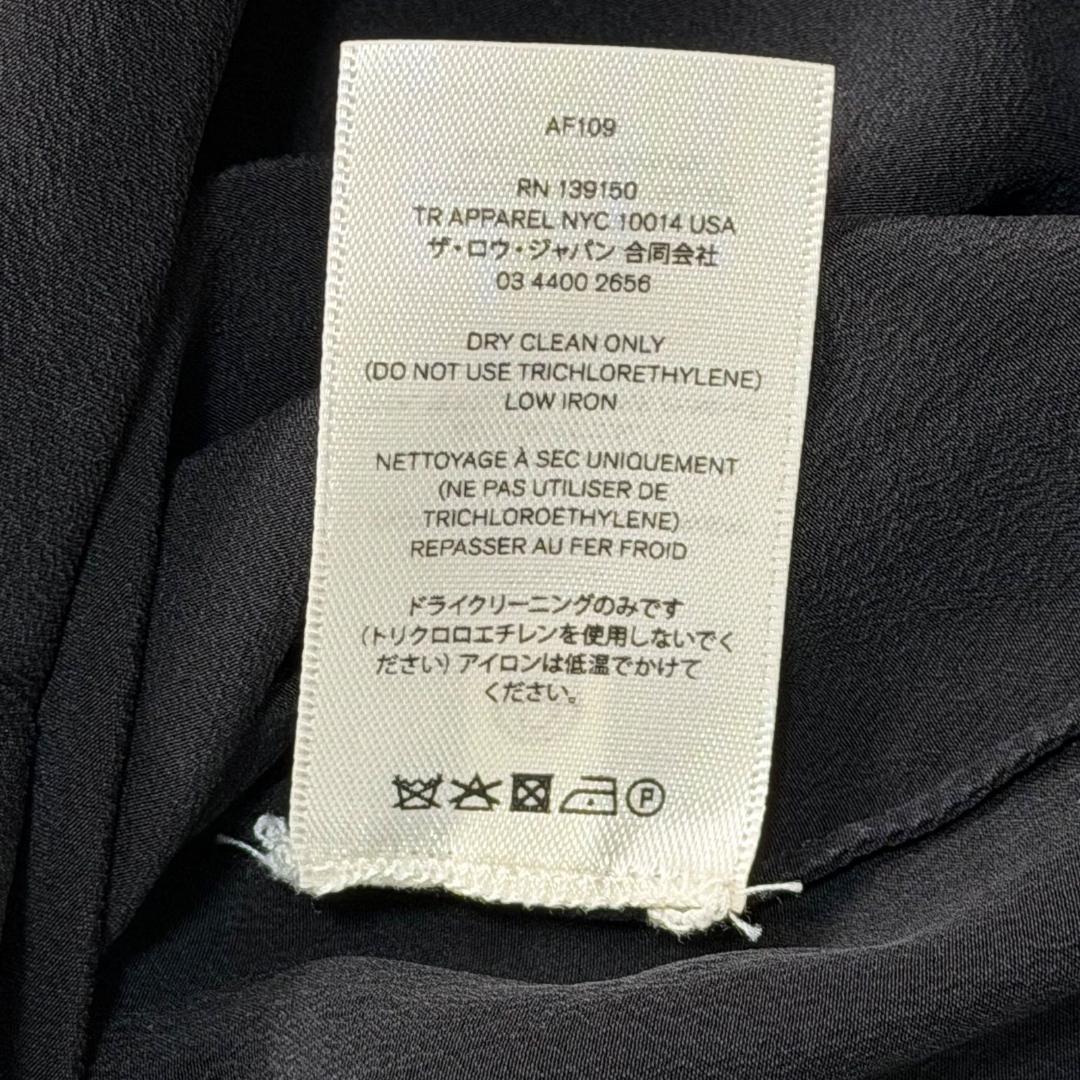 AF109
RN 139150
TR APPAREL NYC 10014 USA
ザ・ロウ・ジャパン 合同会社
03 4400 2656
DRY CLEAN ONLY
(DO NOT USE TRICHLORETHYLENE)
LOW IRON
NETTOYAGE À SEC UNIQUEMENT
(NE PAS UTILISER DE
TRICHLOROETHYLENE)
REPASSER AU FER FROID
ドライクリーニングのみです
(トリクロロエチレンを使用しないでく
ださい) アイロンは低温でかけて
ください。
P